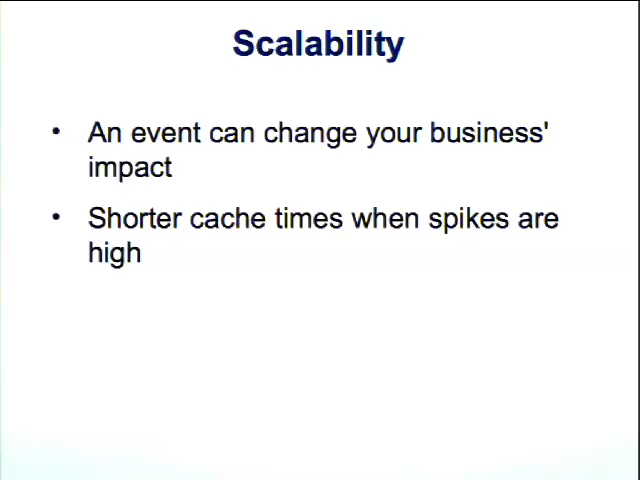 Scalability
• An event can change your business'
impact
• Shorter cache times when spikes are
high